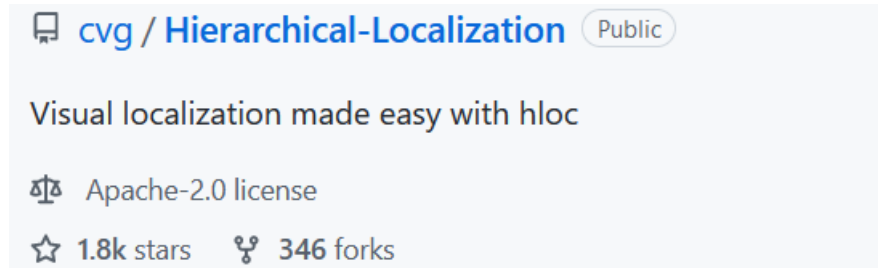 cvg / Hierarchical-Localization Public
Visual localization made easy with hloc
Apache-2.0 license
1.8k stars 346 forks